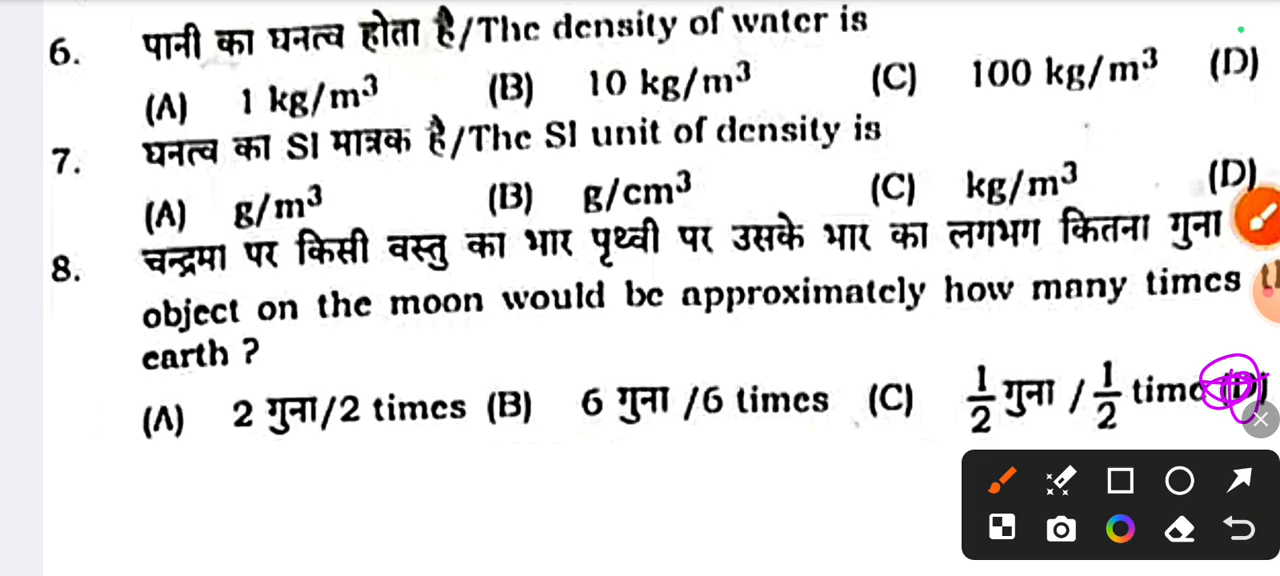 6. पानी का घनत्व होता है/The density of water is
(A) 1 kg/m³ (B) 10 kg/m³ (C) 100 kg/m³ (D)
7. घनत्व का SI मात्रक है/The SI unit of density is
(A) g/m³ (B) g/cm³ (C) kg/m³ (D)
8. चन्द्रमा पर किसी वस्तु का भार पृथ्वी पर उसके भार का लगभग कितना गुना
object on the moon would be approximately how many times
earth ?
(A) 2 गुना/2 times (B) 6 गुना /6 times (C) 1/2 गुना / 1/2 time (D)